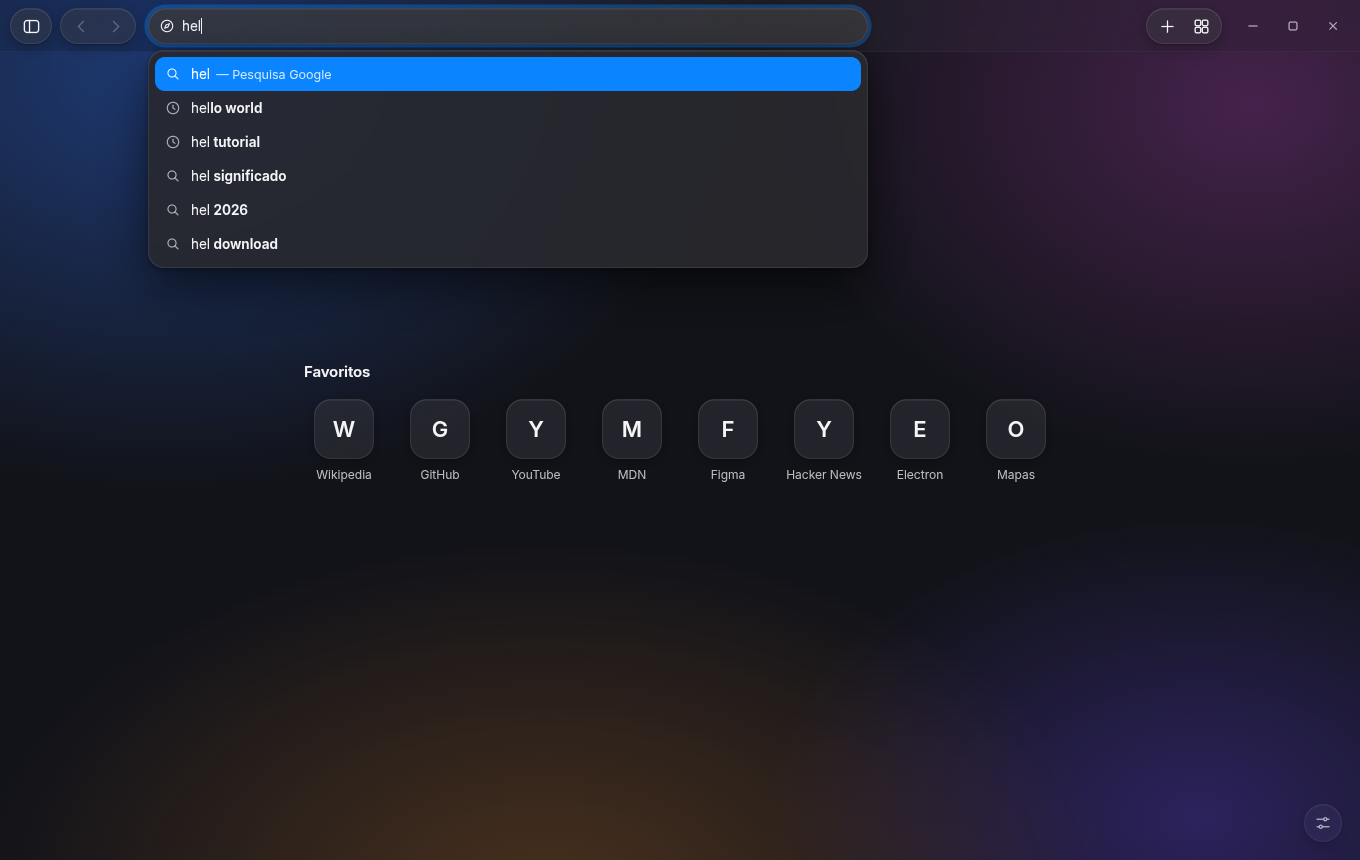 hel
hel — Pesquisa Google
hello world
hel tutorial
hel significado
hel 2026
hel download
Favoritos
W G Y M F Y E O
Wikipedia GitHub YouTube MDN Figma Hacker News Electron Mapas